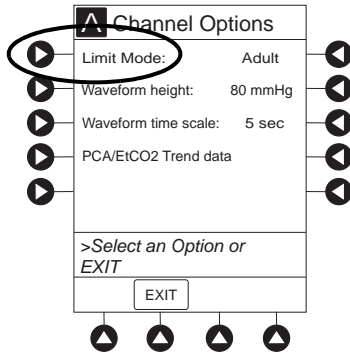 A Channel Options
Limit Mode: Adult
Waveform height: 80 mmHg
Waveform time scale: 5 sec
PCA/EtCO2 Trend data
>Select an Option or
EXIT
EXIT